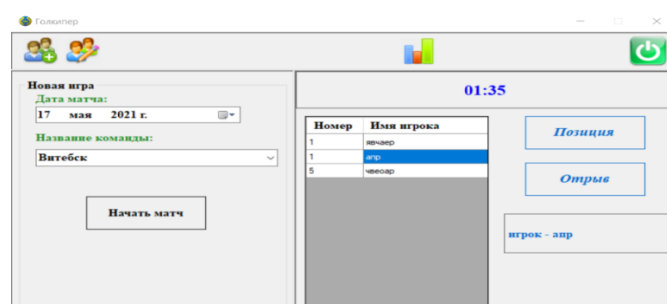 Голкипер
Новая игра
Дата матча:
17 мая 2021 г.
Название команды:
Витебск
Начать матч
01:35
Номер Имя игрока
1 явчаер
1 апр
5 чвеоар
Позиция
Отрыв
игрок - апр